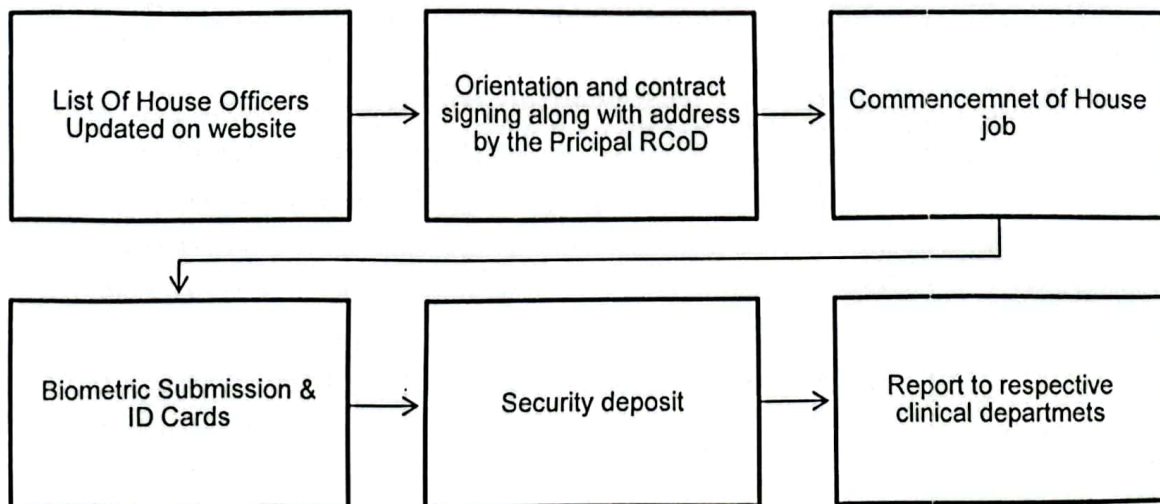 List Of House Officers
Updated on website
Orientation and contract
signing along with address
by the Pricipal RCoD
Commencemnet of House
job
Biometric Submission &
ID Cards
Security deposit
Report to respective
clinical departmets